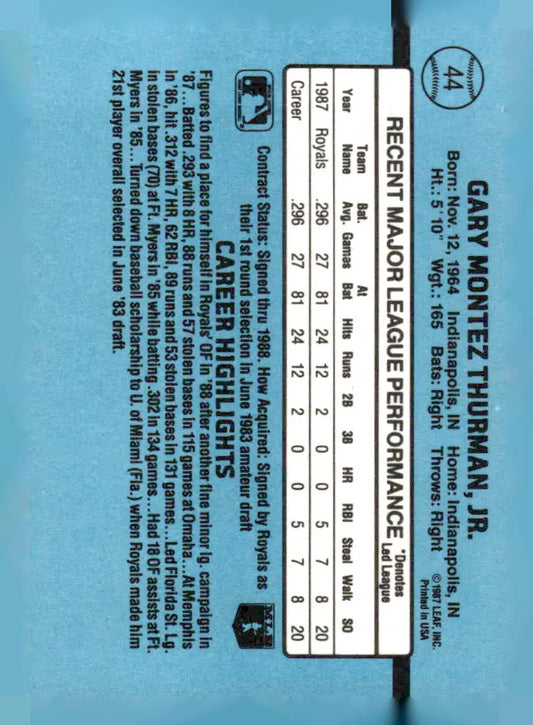 44
GARY MONTEZ THURMAN, JR.
Born: Nov. 12, 1964 Indianapolis, IN Home: Indianapolis, IN
Ht.: 5'10" Wgt.: 165 Bats: Right Throws: Right
©1987 LEAF, INC.
Printed in USA
RECENT MAJOR LEAGUE PERFORMANCE
*Denotes
Led League
Year Team Name Bat. Avg. Games At Bat Hits Runs 2B 3B HR RBI Steal Walk SO
1987 Royals .296 27 81 24 12 2 0 0 5 7 8 20
Career .296 27 81 24 12 2 0 0 5 7 8 20
Contract Status: Signed thru 1988. How Acquired: Signed by Royals as
their 1st round selection in June 1983 amateur draft
MLB
CAREER HIGHLIGHTS
Figures to find a place for himself in Royals' OF in '88 after another fine minor lg. campaign in
'87...Batted .293 with 8 HR, 88 runs and 57 stolen bases in 115 games at Omaha...At Memphis
in '86, hit .312 with 7 HR, 62 RBI, 89 runs and 53 stolen bases in 131 games...Led Florida St. Lg.
in stolen bases (70) at Ft. Myers in '85 while batting .302 in 134 games...Had 18 OF assists at Ft.
Myers in '85...Turned down baseball scholarship to U. of Miami (Fla.) when Royals made him
21st player overall selected in June '83 draft.